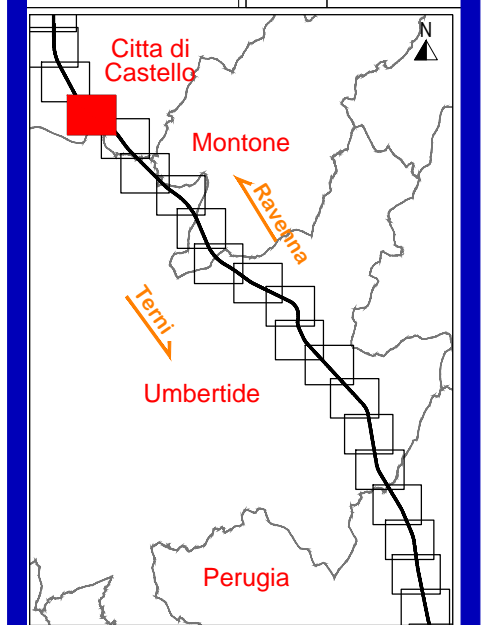 N
Citta di
Castello
Montone
Ravenna
Terni
Umbertide
Perugia